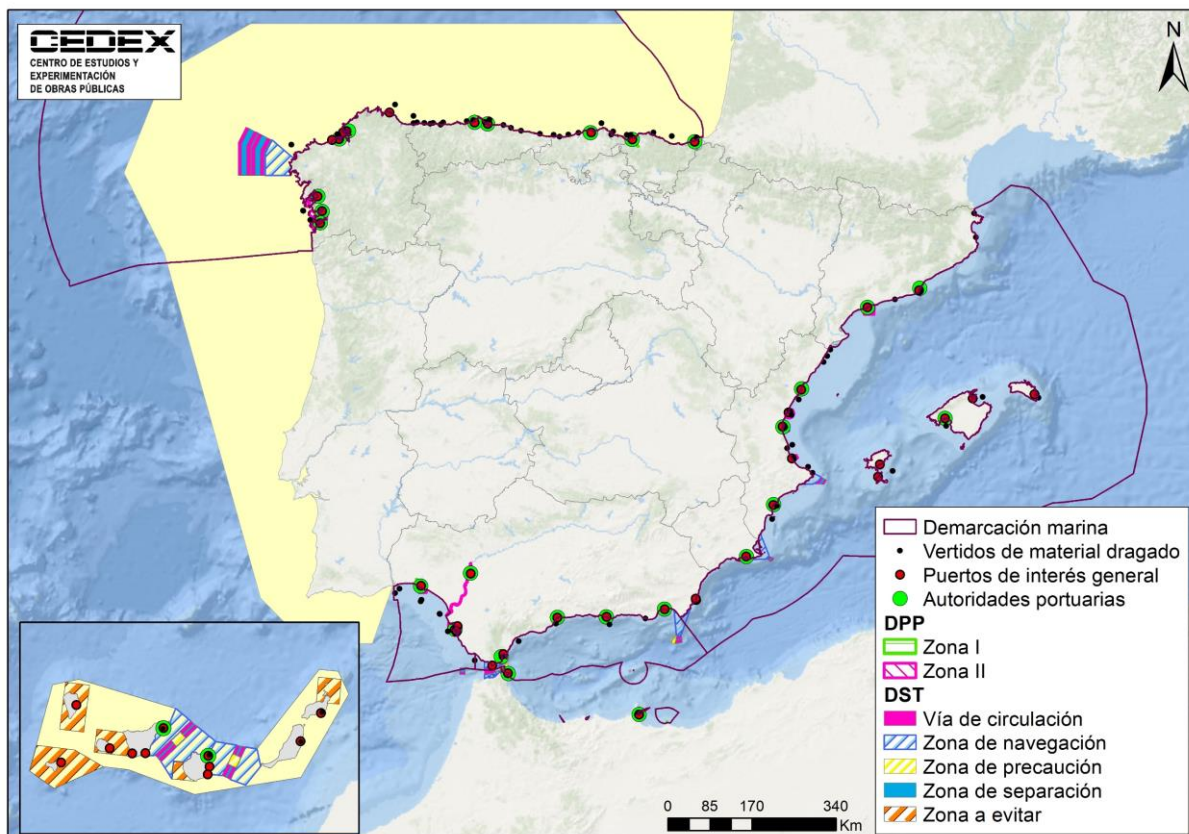 CEDEX
CENTRO DE ESTUDIOS Y
EXPERIMENTACIÓN
DE OBRAS PÚBLICAS
N
Demarcación marina
Vertidos de material dragado
Puertos de interés general
Autoridades portuarias
DPP
Zona I
Zona II
DST
Vía de circulación
Zona de navegación
Zona de precaución
Zona de separación
Zona a evitar
0 85 170 340
Km